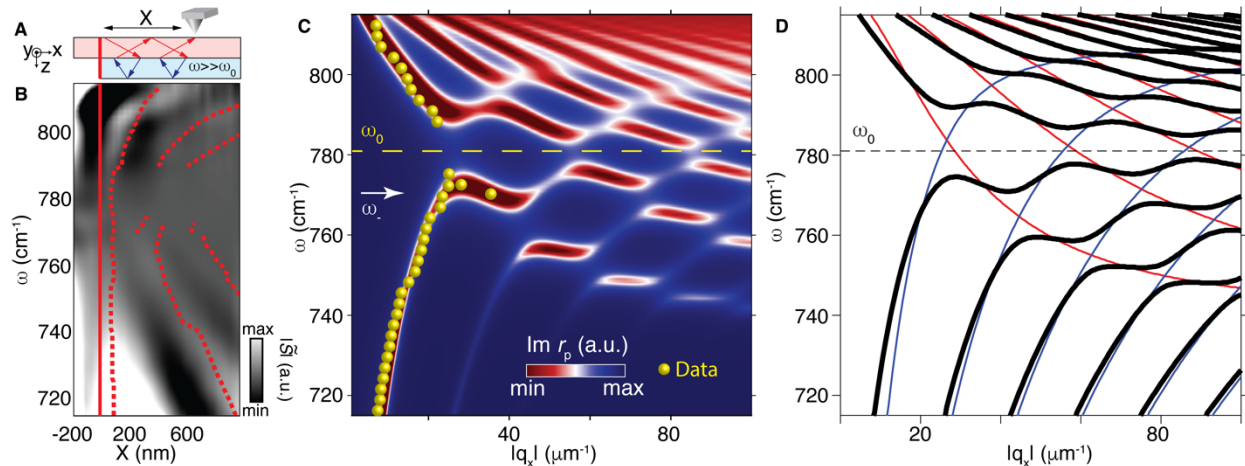 A
X
y
x
z
ω>>ω₀
B
ω (cm⁻¹)
800
780
760
740
720
-200
200
600
X (nm)
max
min
|S̃| (a.u.)
C
ω (cm⁻¹)
800
780
760
740
720
ω₀
ω₋
Im rₚ (a.u.)
min
max
Data
40
80
|qₓ| (μm⁻¹)
D
ω (cm⁻¹)
800
780
760
740
720
ω₀
20
80
|qₓ| (μm⁻¹)